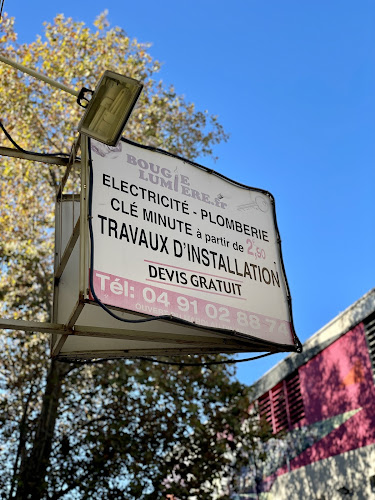 BOUGIE
LUMIERE.fr
ELECTRICITÉ - PLOMBERIE
CLÉ MINUTE à partir de 2,50
TRAVAUX D'INSTALLATION
DEVIS GRATUIT
Tél: 04 91 02 88 74